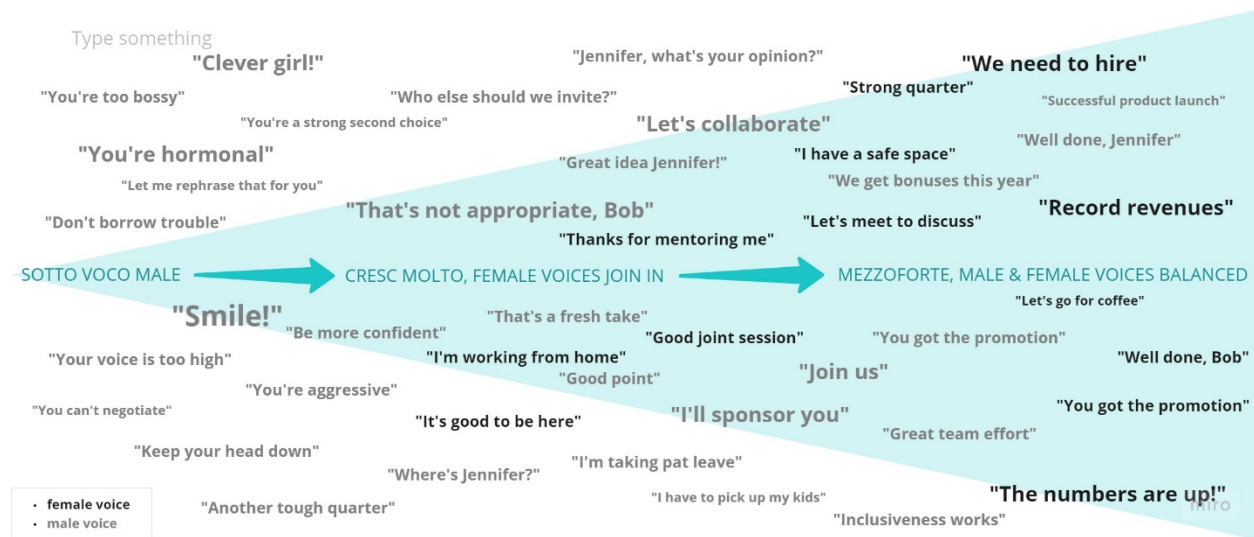 Type something
"Clever girl!"
"Jennifer, what's your opinion?"
"We need to hire"
"You're too bossy"
"Who else should we invite?"
"Strong quarter"
"Successful product launch"
"You're a strong second choice"
"Let's collaborate"
"Well done, Jennifer"
"You're hormonal"
"Great idea Jennifer!"
"I have a safe space"
"Let me rephrase that for you"
"We get bonuses this year"
"Don't borrow trouble"
"That's not appropriate, Bob"
"Let's meet to discuss"
"Record revenues"
"Thanks for mentoring me"
SOTTO VOCO MALE
CRESC MOLTO, FEMALE VOICES JOIN IN
MEZZOFORTE, MALE & FEMALE VOICES BALANCED
"Let's go for coffee"
"Smile!"
"Be more confident"
"That's a fresh take"
"Good joint session"
"You got the promotion"
"Your voice is too high"
"I'm working from home"
"Well done, Bob"
"You're aggressive"
"Good point"
"Join us"
"You can't negotiate"
"It's good to be here"
"I'll sponsor you"
"You got the promotion"
"Great team effort"
"Keep your head down"
"Where's Jennifer?"
"I'm taking pat leave"
"I have to pick up my kids"
"The numbers are up!"
"Another tough quarter"
"Inclusiveness works"
• female voice
• male voice
miro